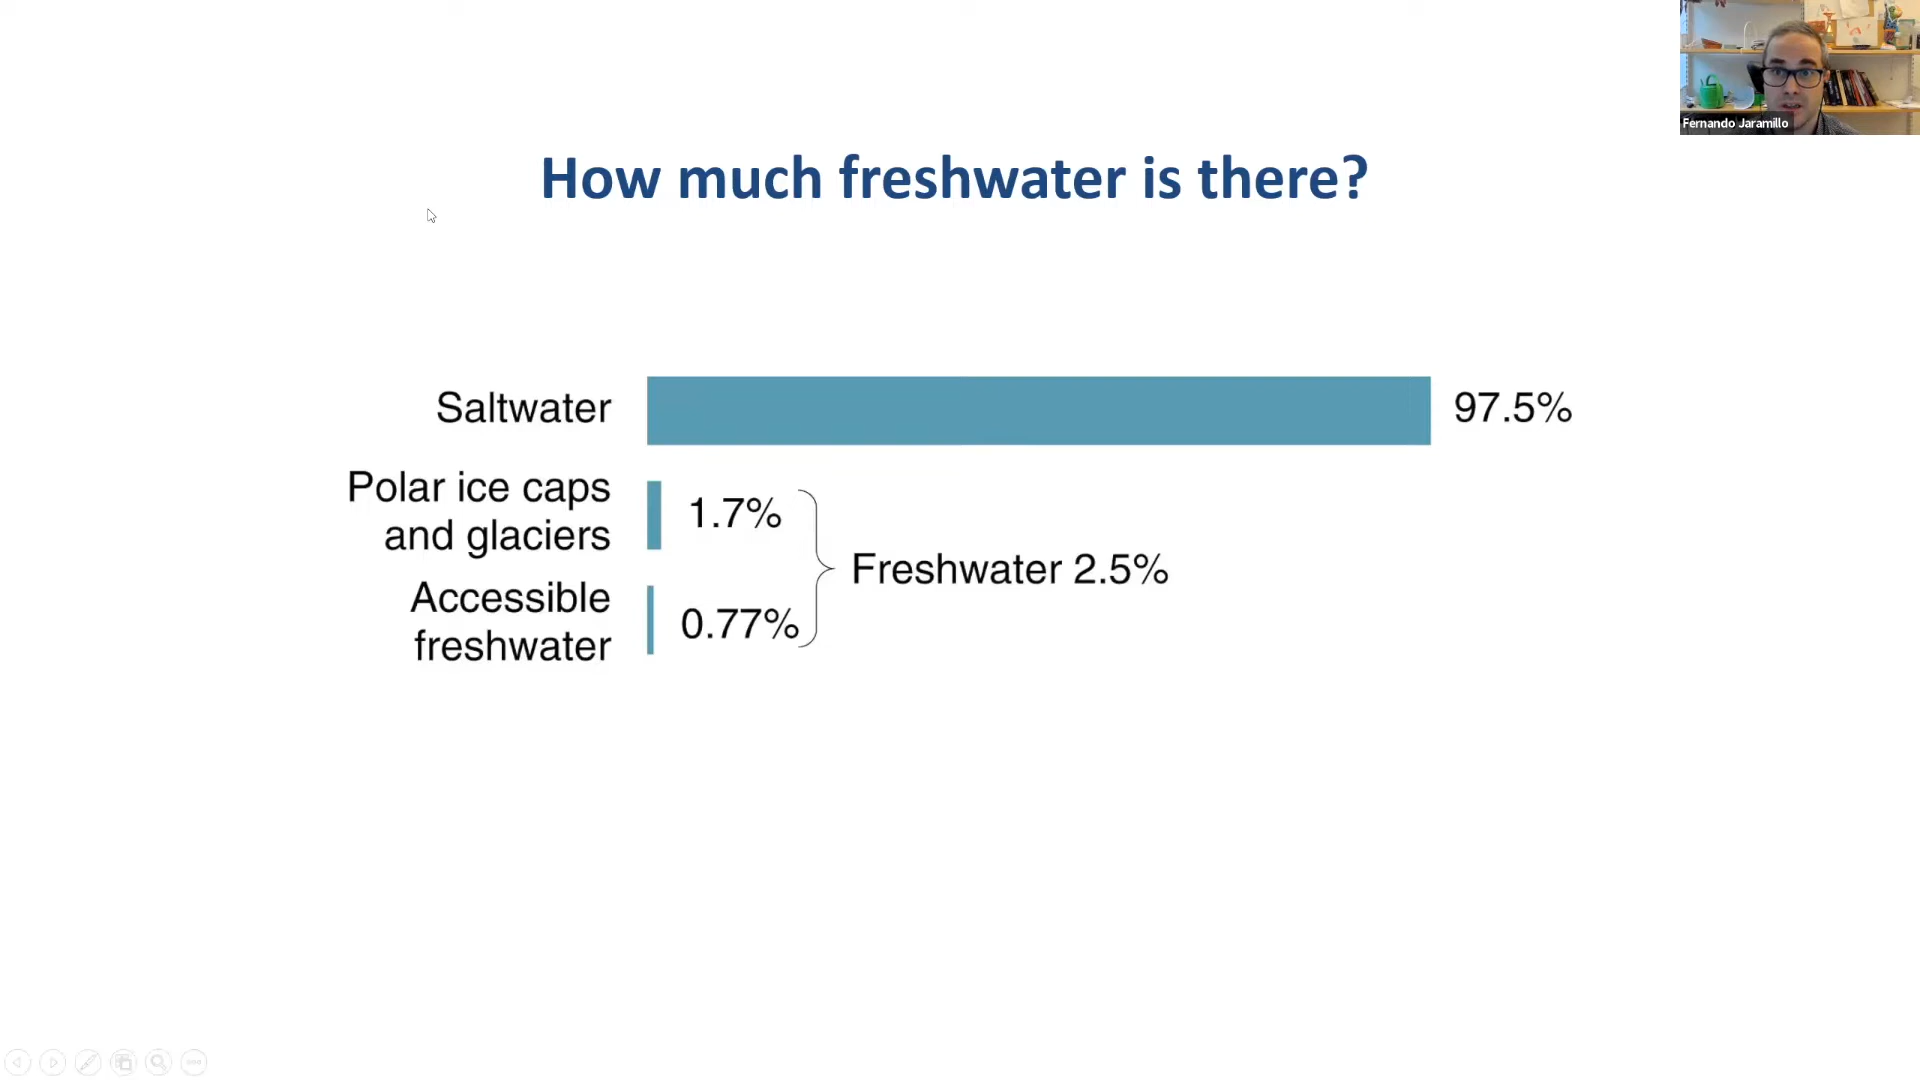 Fernando Jaramillo
How much freshwater is there?
Saltwater
97.5%
Polar ice caps
and glaciers
1.7%
Accessible
freshwater
0.77%
Freshwater 2.5%